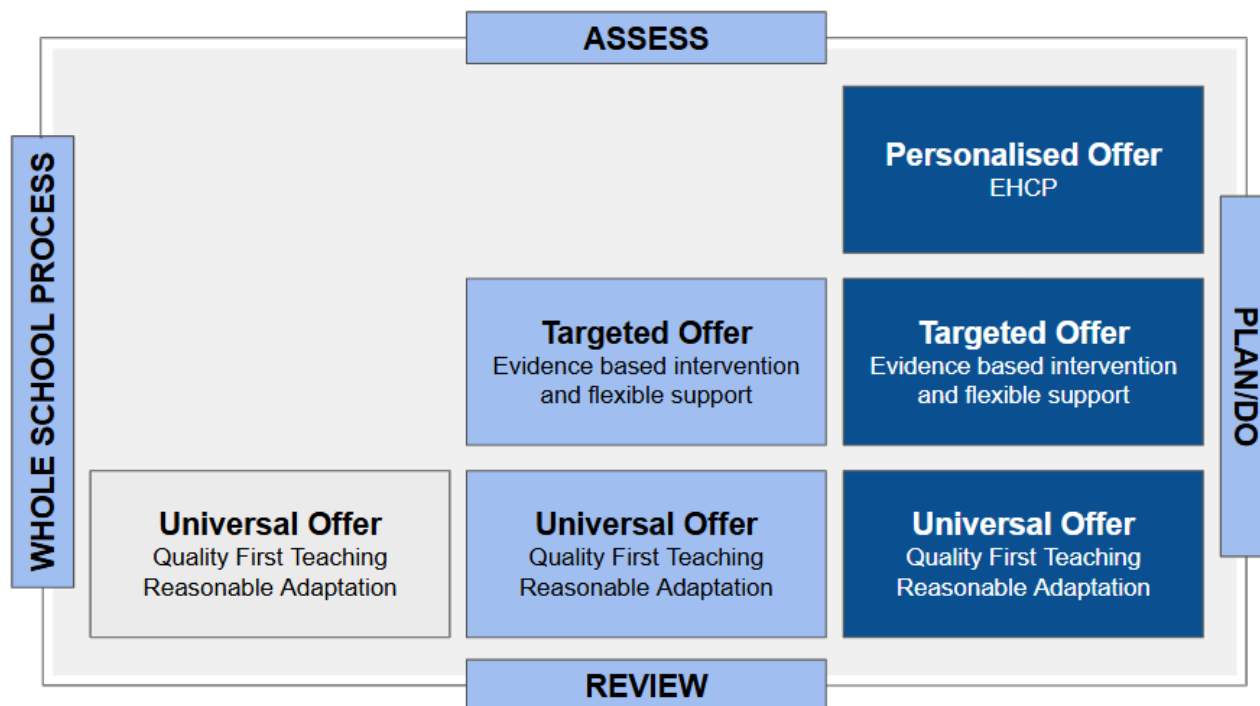 ASSESS
WHOLE SCHOOL PROCESS
Personalised Offer
EHCP
Targeted Offer
Evidence based intervention
and flexible support
Targeted Offer
Evidence based intervention
and flexible support
PLAN/DO
Universal Offer
Quality First Teaching
Reasonable Adaptation
Universal Offer
Quality First Teaching
Reasonable Adaptation
Universal Offer
Quality First Teaching
Reasonable Adaptation
REVIEW